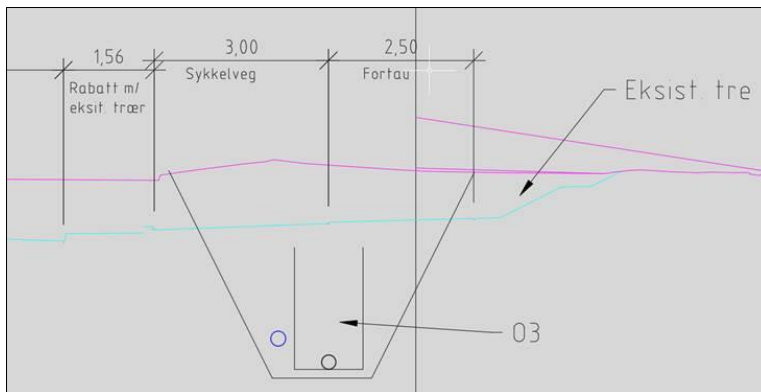 1,56
3,00
2,50
Rabatt m/
eksit. trær
Sykkelveg
Fortau
Eksist. tre
03